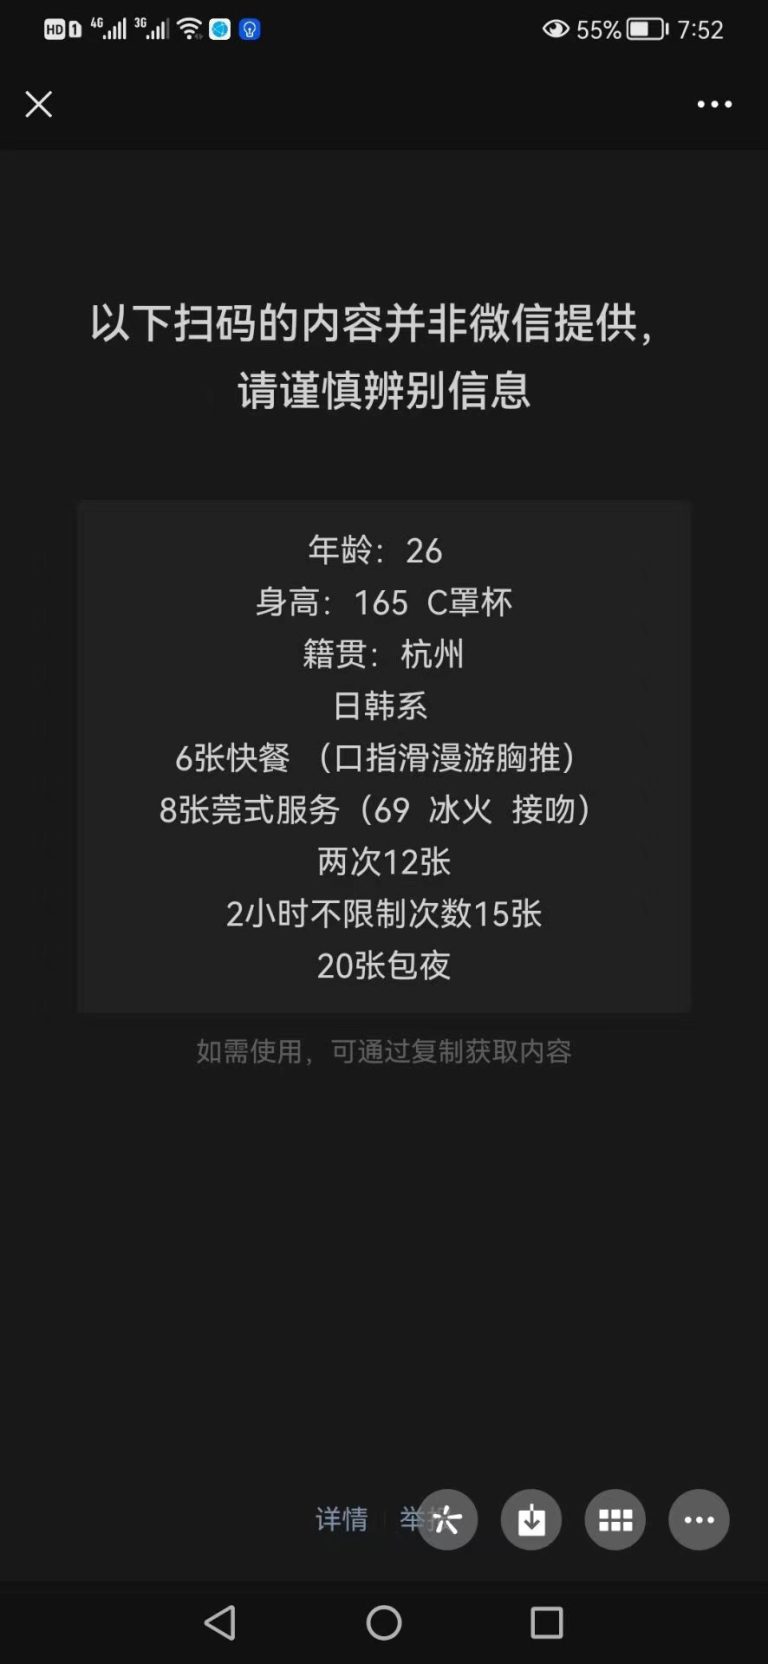 HD 1 4G 3G 55% 7:52
以下扫码的内容并非微信提供，
请谨慎辨别信息
年龄：26
身高：165 C罩杯
籍贯：杭州
日韩系
6张快餐 （口指滑漫游胸推）
8张莞式服务（69 冰火 接吻）
两次12张
2小时不限制次数15张
20张包夜
如需使用，可通过复制获取内容
详情 举